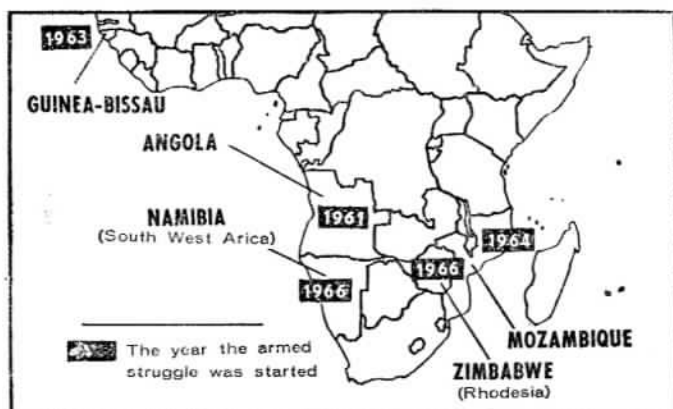 1963
GUINEA-BISSAU
ANGOLA
1961
NAMIBIA
(South West Arica)
1966
1964
1966
MOZAMBIQUE
ZIMBABWE
(Rhodesia)
The year the armed
struggle was started